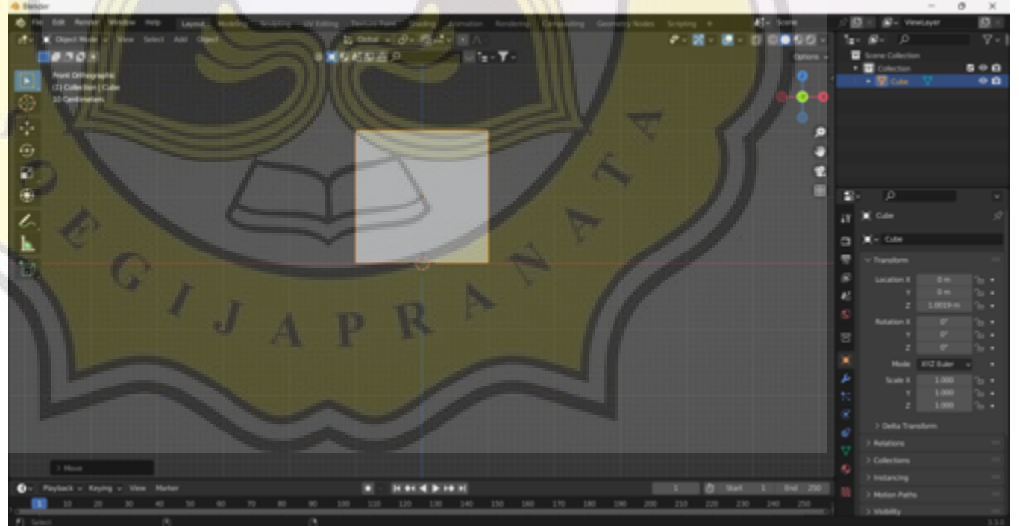 Blender
File Edit Render Window Help Layout Modeling Sculpting UV Editing Texture Paint Shading Animation Rendering Compositing Geometry Nodes Scripting + Scene ViewLayer
Object Mode View Select Add Object Global
Options
Front Orthographic
(1) Collection | Cube
10 Centimeters
Scene Collection
Collection
Cube
EGIJAPRANATA
Cube
Cube
Transform
Location X 0 m
Y 0 m
Z 1.0019 m
Rotation X 0°
Y 0°
Z 0°
Mode XYZ Euler
Scale X 1.000
Y 1.000
Z 1.000
Delta Transform
Relations
Collections
Instancing
Motion Paths
Visibility
Move
Playback Keying View Marker 1 Start 1 End 250
1 10 20 30 40 50 60 70 80 90 100 110 120 130 140 150 160 170 180 190 200 210 220 230 240 250
Select